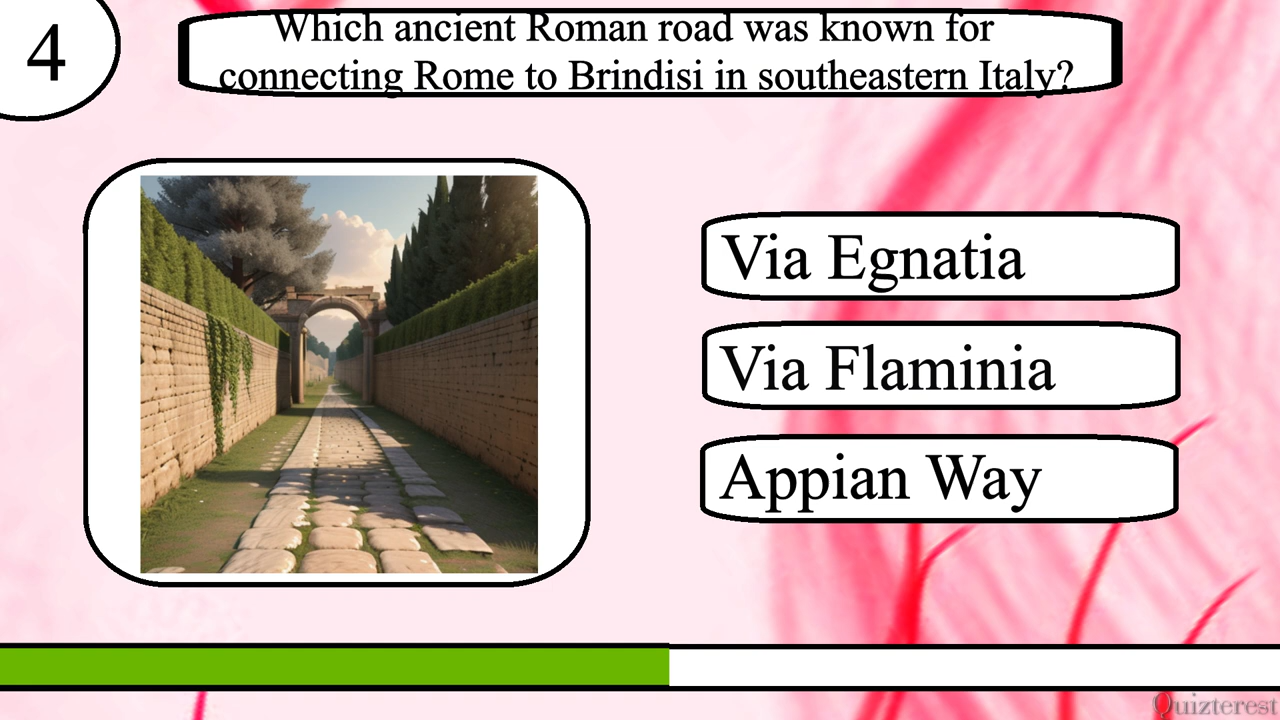 4
Which ancient Roman road was known for
connecting Rome to Brindisi in southeastern Italy?
Via Egnatia
Via Flaminia
Appian Way
Quizterest